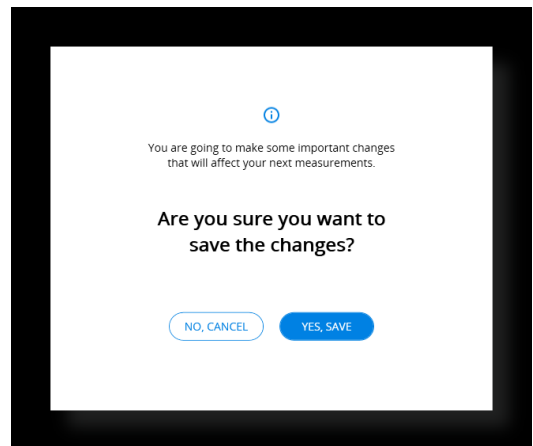 You are going to make some important changes
that will affect your next measurements.
Are you sure you want to
save the changes?
NO, CANCEL
YES, SAVE